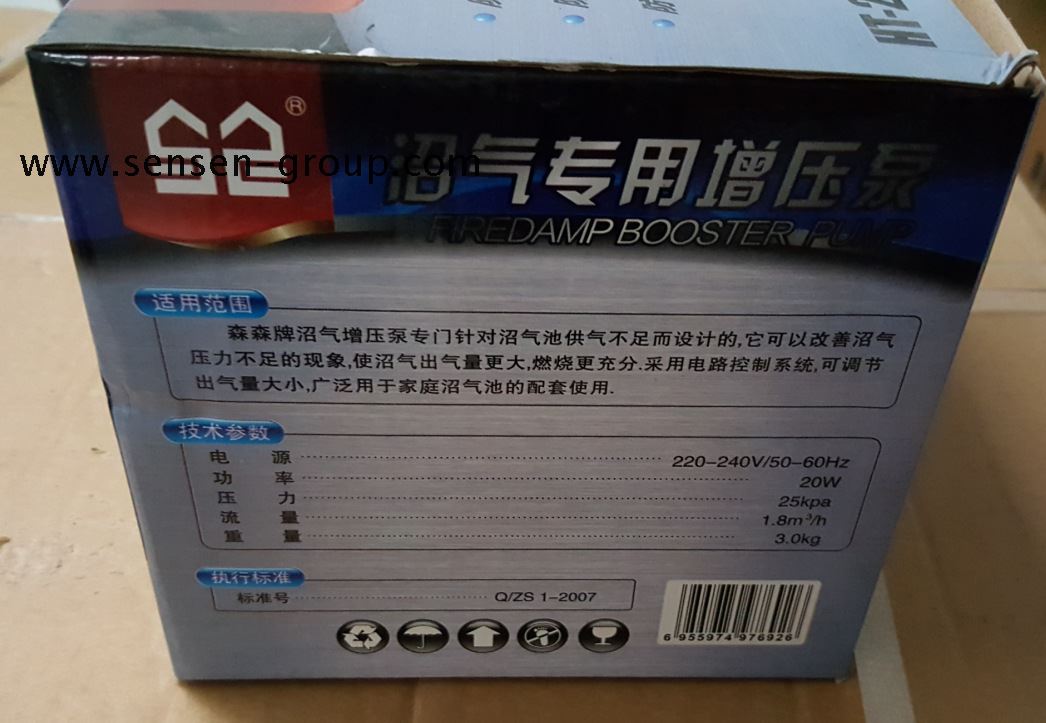 HT-2
®
www.sensen-group.com
沼气专用增压泵
FIREDAMP BOOSTER PUMP
适用范围
森森牌沼气增压泵专门针对沼气池供气不足而设计的,它可以改善沼气
压力不足的现象,使沼气出气量更大,燃烧更充分.采用电路控制系统,可调节
出气量大小,广泛用于家庭沼气池的配套使用.
技术参数
电 源 220-240V/50-60Hz
功 率 20W
压 力 25kpa
流 量 1.8m³/h
重 量 3.0kg
执行标准
标准号 Q/ZS 1-2007
6 955974 976926